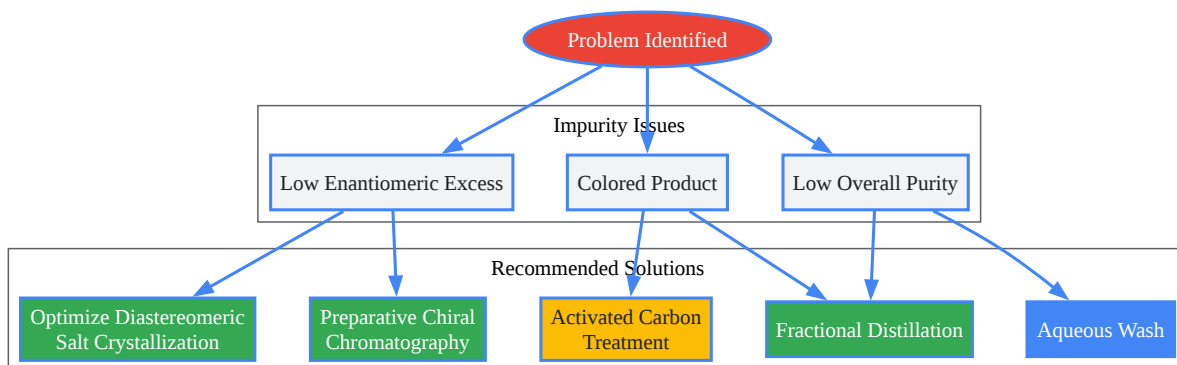 Problem Identified
Impurity Issues
Low Enantiomeric Excess
Colored Product
Low Overall Purity
Recommended Solutions
Optimize Diastereomeric
Salt Crystallization
Preparative Chiral
Chromatography
Activated Carbon
Treatment
Fractional Distillation
Aqueous Wash